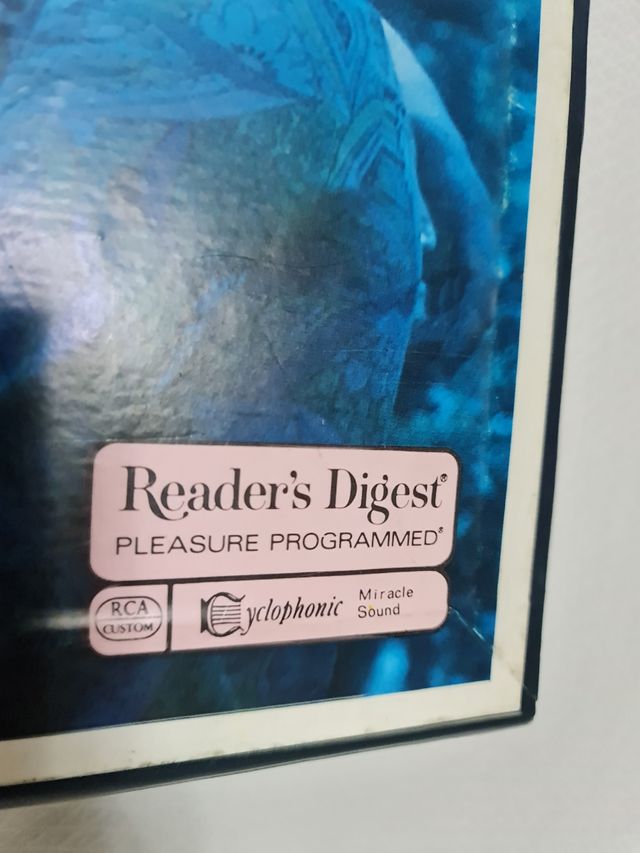 Reader's Digest®
PLEASURE PROGRAMMED®
RCA
CUSTOM
Cyclophonic
Miracle
Sound